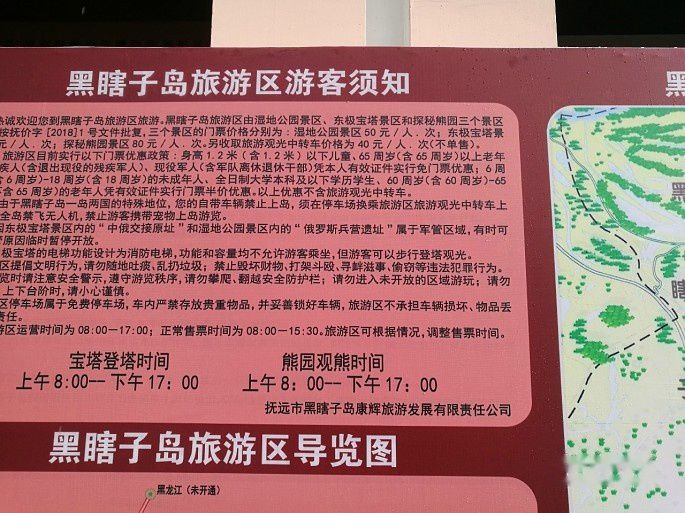 黑瞎子岛旅游区游客须知
热诚欢迎您到黑瞎子岛旅游区旅游。黑瞎子岛旅游区由湿地公园景区、东极宝塔景区和探秘熊园三个景区
按抚价字[2018]1号文件批复,三个景区的门票价格分别为:湿地公园景区50元/人.次;东极宝塔景
元/人.次;探秘熊园景区80元/人.次。另收取旅游观光中转车价格为40元/人.次(不单售)。
旅游区目前实行以下门票优惠政策:身高1.2米(含1.2米)以下儿童、65周岁(含65周岁)以上老年
疾人(含退出现役的残疾军人)、现役军人(含军队离休退休干部)凭本人有效证件实行免门票优惠;6周
含6周岁)-18周岁(含18周岁)的未成年人、全日制大学本科及以下学历学生、60周岁(含60周岁)-65
不含65周岁)的老年人凭有效证件实行门票半价优惠。以上优惠不含旅游观光中转车。
由于黑瞎子岛一岛两国的特殊地位,您的自带车辆禁止上岛,须在停车场换乘旅游区旅游观光中转车上
全岛禁飞无人机,禁止游客携带宠物上岛游览。
因东极宝塔景区内的“中俄交接原址”和湿地公园景区内的“俄罗斯兵营遗址”属于军管区域,有时可
原因临时暂停开放。
极宝塔的电梯功能设计为消防电梯,功能和容量均不允许游客乘坐,但游客可以步行登塔观光。
区提倡文明行为,请勿随地吐痰、乱扔垃圾;禁止毁坏财物、打架斗殴、寻衅滋事、偷窃等违法犯罪行为。
览时请注意安全警示,遵守游览秩序,请勿攀爬、翻越安全防护栏;请勿进入未开放的区域游玩;请勿
上下台阶时,请小心谨慎。
区停车场属于免费停车场,车内严禁存放贵重物品,并妥善锁好车辆,旅游区不承担车辆损坏、物品丢
责任。
游区运营时间为08:00—17:00;正常售票时间为08:00-15:30。旅游区可根据情况,调整售票时间。
宝塔登塔时间 熊园观熊时间
上午8:00--下午17:00 上午8:00--下午17:00
抚远市黑瞎子岛康辉旅游发展有限责任公司
黑瞎子岛旅游区导览图
黑龙江(未开通)
黑
瞎
子